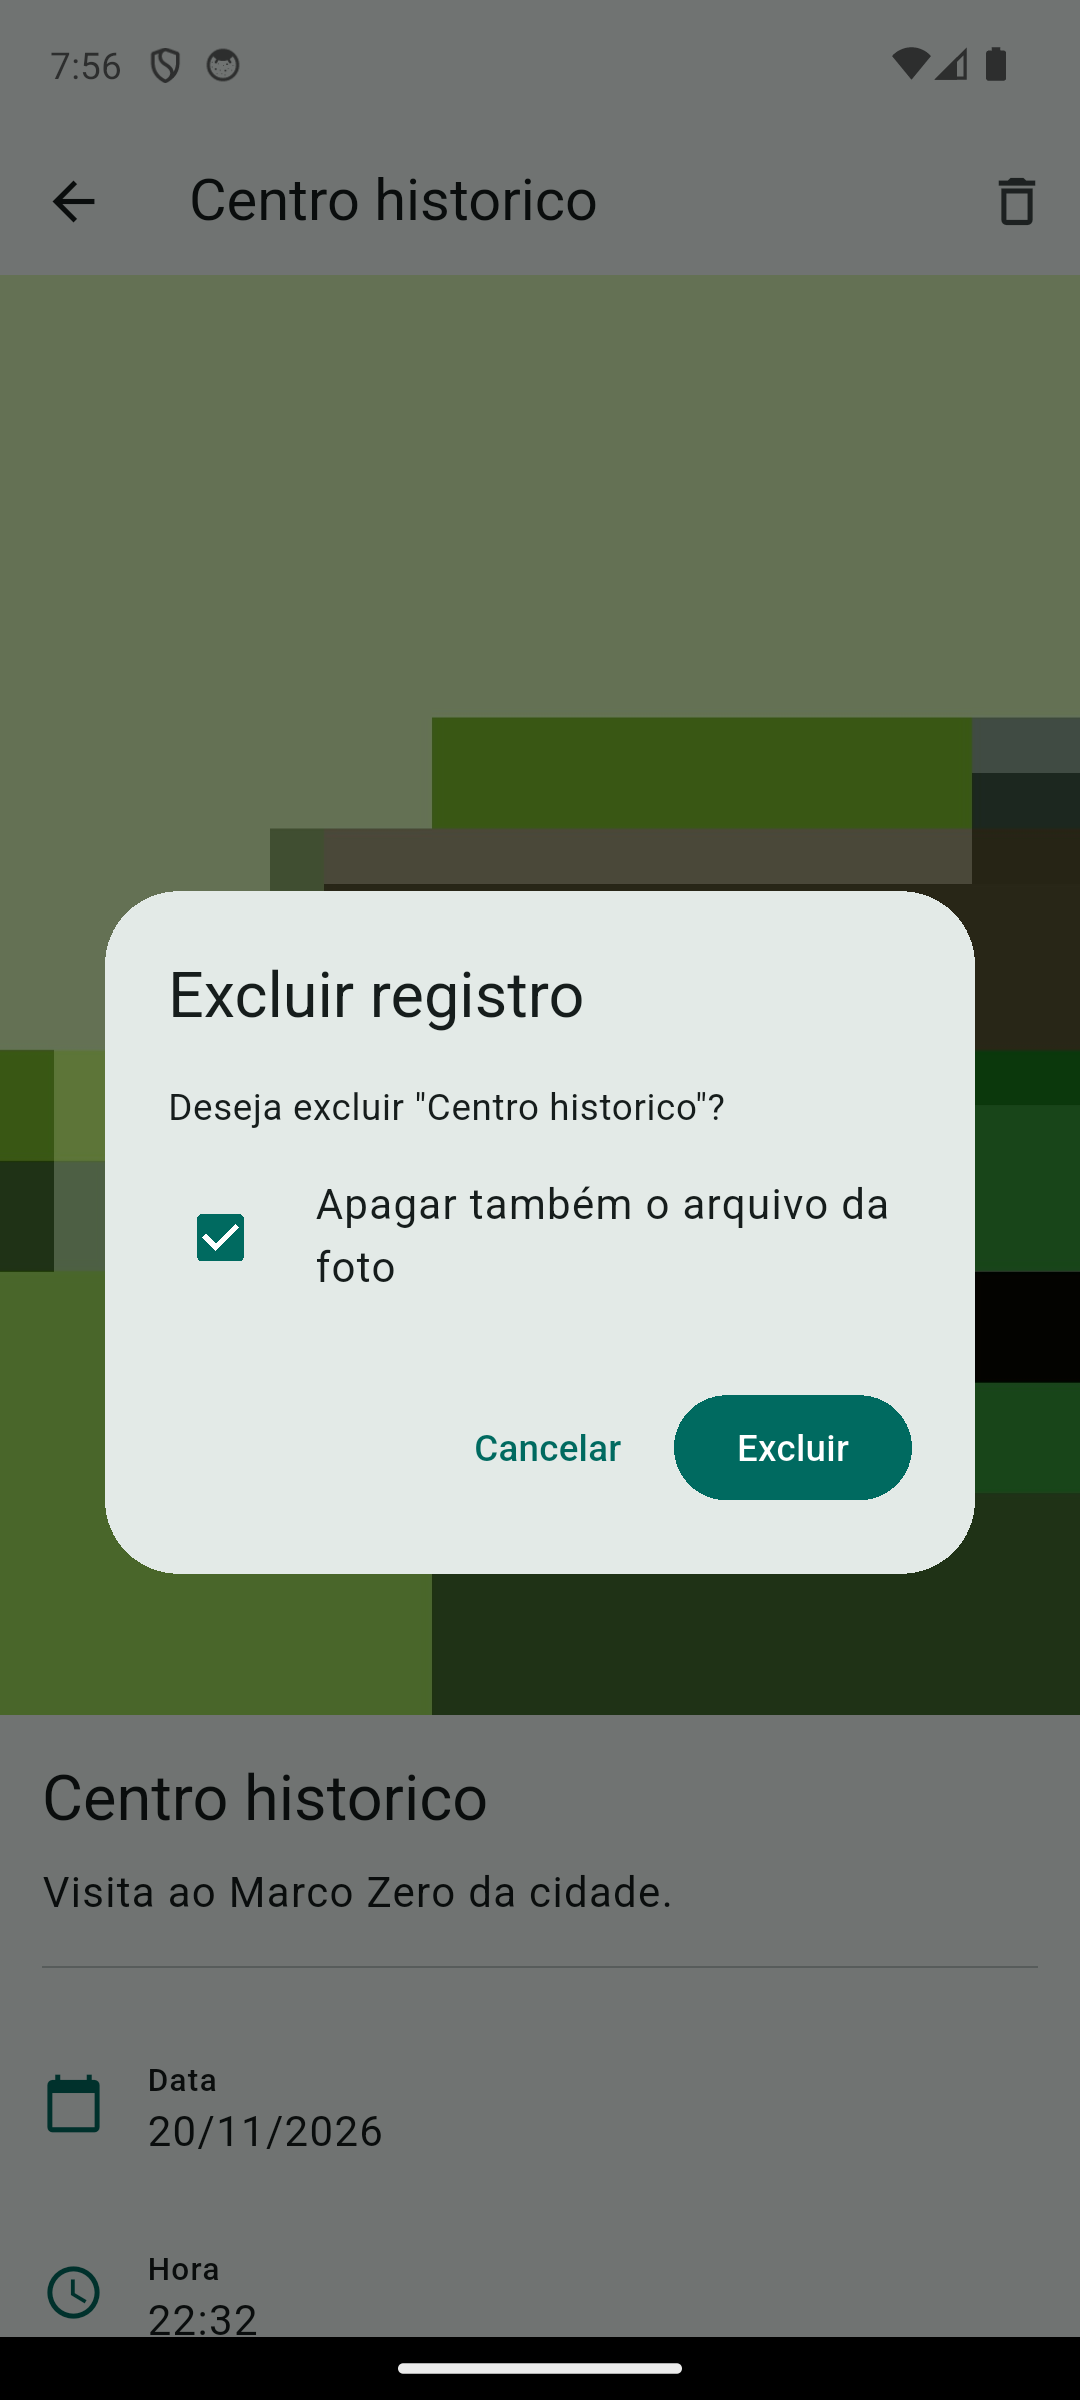 7:56
Centro historico
Excluir registro
Deseja excluir "Centro historico"?
Apagar também o arquivo da
foto
Cancelar
Excluir
Centro historico
Visita ao Marco Zero da cidade.
Data
20/11/2026
Hora
22:32